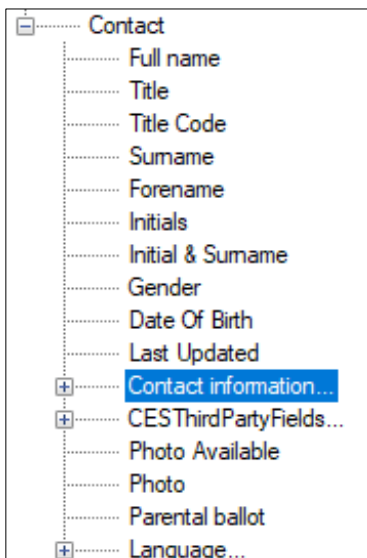 Contact
Full name
Title
Title Code
Surname
Forename
Initials
Initial & Surname
Gender
Date Of Birth
Last Updated
Contact information...
CESThirdPartyFields...
Photo Available
Photo
Parental ballot
Language...